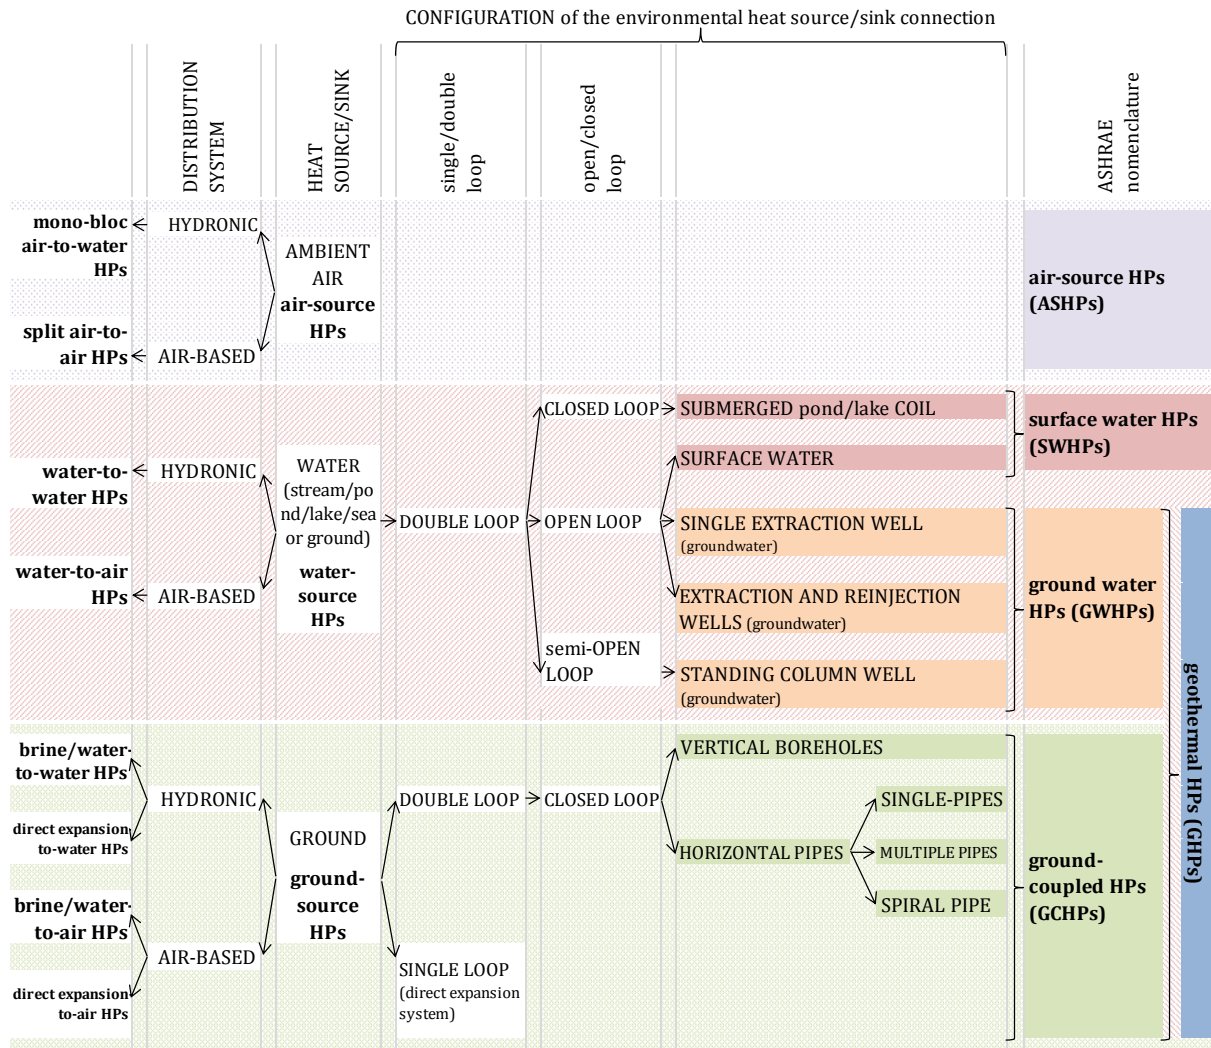 CONFIGURATION of the environmental heat source/sink connection
DISTRIBUTION
SYSTEM
HEAT
SOURCE/SINK
single/double
loop
open/closed
loop
ASHRAE
nomenclature
mono-bloc
air-to-water
HPs
HYDRONIC
AMBIENT
AIR
air-source
HPs
split air-to-
air HPs
AIR-BASED
air-source HPs
(ASHPs)
water-to-
water HPs
HYDRONIC
water-to-air
HPs
AIR-BASED
WATER
(stream/po
nd/lake/sea
or ground)
water-
source
HPs
DOUBLE LOOP
CLOSED LOOP
OPEN LOOP
semi-OPEN
LOOP
SUBMERGED pond/lake COIL
SURFACE WATER
SINGLE EXTRACTION WELL
(groundwater)
EXTRACTION AND REINJECTION
WELLS (groundwater)
STANDING COLUMN WELL
(groundwater)
surface water HPs
(SWHPs)
ground water
HPs (GWHPs)
geothermal HPs (GHPs)
brine/water-
to-water HPs
HYDRONIC
direct expansion
to-water HPs
brine/water-
to-air HPs
AIR-BASED
direct expansion
to-air HPs
GROUND
ground-
source
HPs
DOUBLE LOOP
SINGLE LOOP
(direct expansion
system)
CLOSED LOOP
VERTICAL BOREHOLES
HORIZONTAL PIPES
SINGLE-PIPES
MULTIPLE PIPES
SPIRAL PIPE
ground-
coupled HPs
(GCHPs)